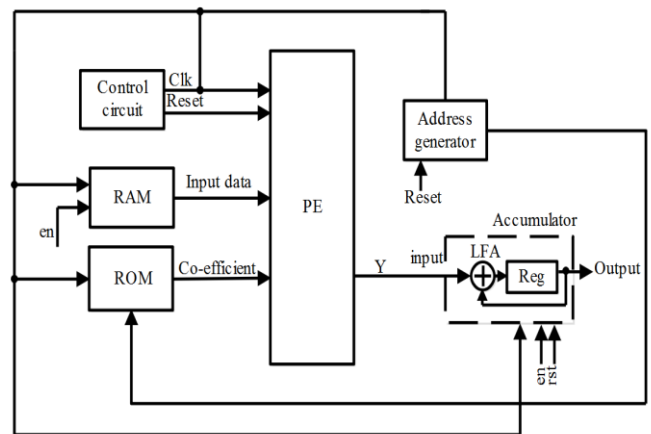 Control
circuit
Clk
Reset
Address
generator
Reset
RAM
Input data
en
PE
ROM
Co-efficient
Y
Accumulator
input
LFA
Reg
Output
en
rst